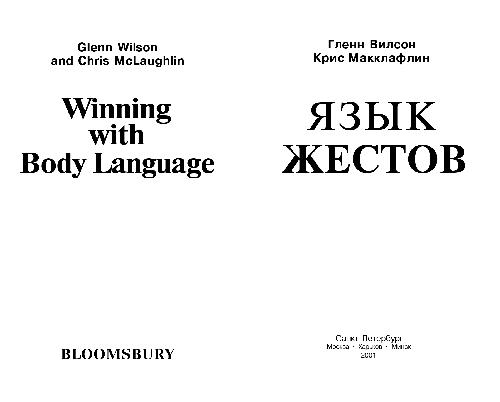 Glenn Wilson
and Chris McLaughlin
Winning
with
Body Language
BLOOMSBURY
Гленн Вилсон
Крис Макклафлин
ЯЗЫК
ЖЕСТОВ
Санкт-Петербург
Москва • Харьков • Минск
2001